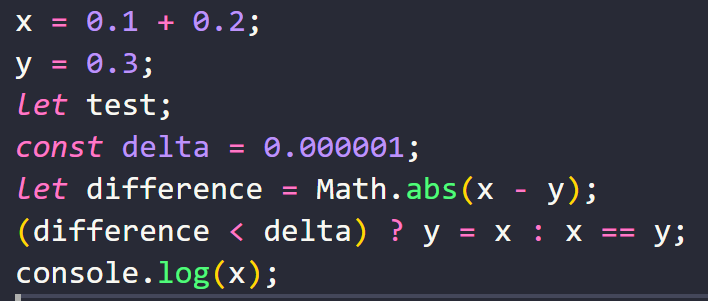 x = 0.1 + 0.2;
y = 0.3;
let test;
const delta = 0.000001;
let difference = Math.abs(x - y);
(difference < delta) ? y = x : x == y;
console.log(x);